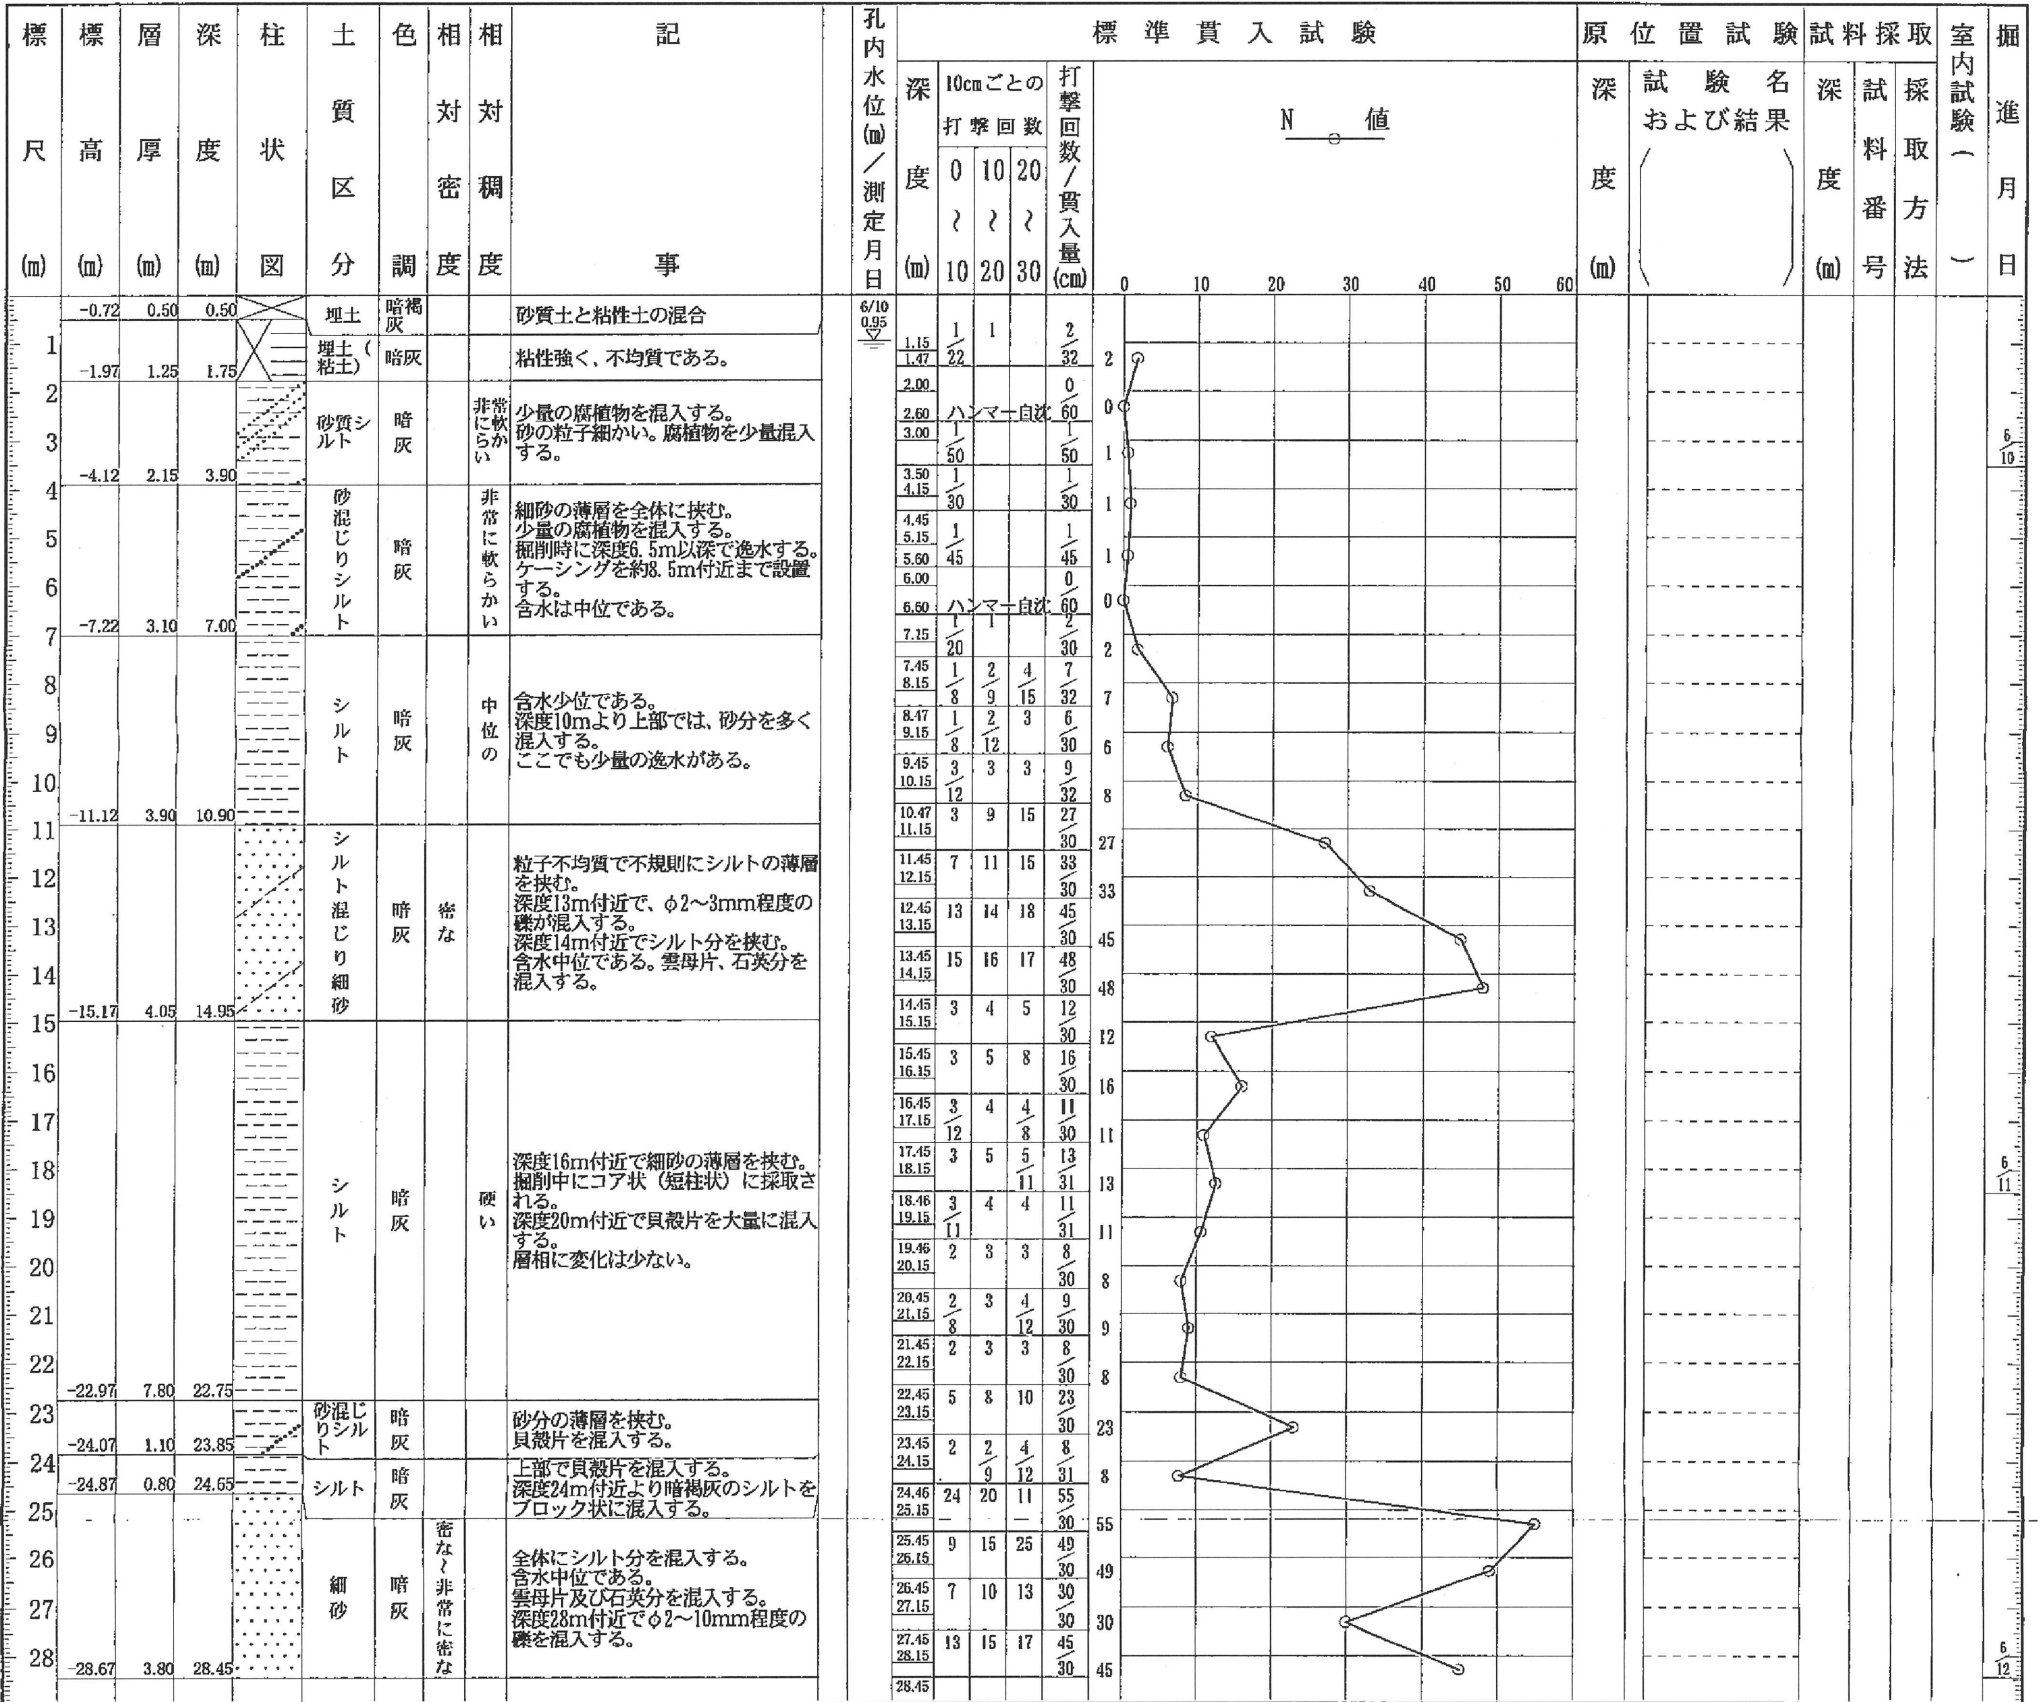 標尺(m)
標高(m)
層厚(m)
深度(m)
柱状図
土質区分
色調
相対密度
相対稠度
記事
孔内水位(m)/測定月日
標準貫入試験
深度(m)
10cmごとの
打撃回数
0 10 20
〜 〜 〜
10 20 30
打撃回数/貫入量(cm)
N 値
0 10 20 30 40 50 60
原位置試験
深度(m)
試験名
および結果
試料採取
深度(m)
試料番号
採取方法
室内試験( )
掘進月日
-0.72 0.50 0.50 埋土 暗褐
灰
砂質土と粘性土の混合
6/10
0.95
-1.97 1.25 1.75 埋土(
粘土)
暗灰
粘性強く、不均質である。
-4.12 2.15 3.90 砂質シ
ルト
暗灰
非常に軟らかい
少量の腐植物を混入する。
砂の粒子細かい。腐植物を少量混入
する。
-7.22 3.10 7.00 砂混じりシルト
暗灰
非常に軟らかい
細砂の薄層を全体に挟む。
少量の腐植物を混入する。
掘削時に深度6.5m以深で逸水する。
ケーシングを約8.5m付近まで設置
する。
含水は中位である。
-11.12 3.90 10.90 シルト
暗灰
中位の
含水少位である。
深度10mより上部では、砂分を多く
混入する。
ここでも少量の逸水がある。
-15.17 4.05 14.95 シルト混じり細砂
暗灰
密な
粒子不均質で不規則にシルトの薄層
を挟む。
深度13m付近で、φ2〜3mm程度の
礫が混入する。
深度14m付近でシルト分を挟む。
含水中位である。雲母片、石英分を
混入する。
-22.97 7.80 22.75 シルト
暗灰
硬い
深度16m付近で細砂の薄層を挟む。
掘削中にコア状(短柱状)に採取さ
れる。
深度20m付近で貝殻片を大量に混入
する。
層相に変化は少ない。
-24.07 1.10 23.85 砂混じ
りシル
ト
暗灰
砂分の薄層を挟む。
貝殻片を混入する。
-24.87 0.80 24.65 シルト
暗灰
上部で貝殻片を混入する。
深度24m付近より暗褐灰のシルトを
ブロック状に混入する。
-28.67 3.80 28.45 細砂
暗灰
密な〜非常に密な
全体にシルト分を混入する。
含水中位である。
雲母片及び石英分を混入する。
深度28m付近でφ2〜10mm程度の
礫を混入する。
1
2
3
4
5
6
7
8
9
10
11
12
13
14
15
16
17
18
19
20
21
22
23
24
25
26
27
28
1.15 1/22 1 2/32 2
1.47
2.00 ハンマー自沈 0/60 0
2.60
3.00 1/50 1/50 1
3.50
4.15 1/30 1/30 1
4.45
5.15 1/45 1/45 1
5.60
6.00 ハンマー自沈 0/60 0
6.60
7.15 1/20 1 2/30 2
7.45
8.15 1/8 2/9 4/15 7/32 7
8.47
9.15 1/8 2/12 3 6/30 6
9.45
10.15 3/12 3 3 9/32 8
10.47
11.15 3 9 15 27/30 27
11.45
12.15 7 11 15 33/30 33
12.45
13.15 13 14 18 45/30 45
13.45
14.15 15 16 17 48/30 48
14.45
15.15 3 4 5 12/30 12
15.45
16.15 3 5 8 16/30 16
16.45
17.15 3/12 4 4/8 11/30 11
17.45
18.15 3 5 5/11 13/31 13
18.46
19.15 3/11 4 4 11/31 11
19.46
20.15 2 3 3 8/30 8
20.45
21.15 2/8 3 4/12 9/30 9
21.45
22.15 2 3 3 8/30 8
22.45
23.15 5 8 10 23/30 23
23.45
24.15 2 2/9 4/12 8/31 8
24.46
25.15 24 20 11 55/30 55
25.45
26.15 9 15 25 49/30 49
26.45
27.15 7 10 13 30/30 30
27.45
28.15 13 15 17 45/30 45
28.45
6/10
6/11
6/12